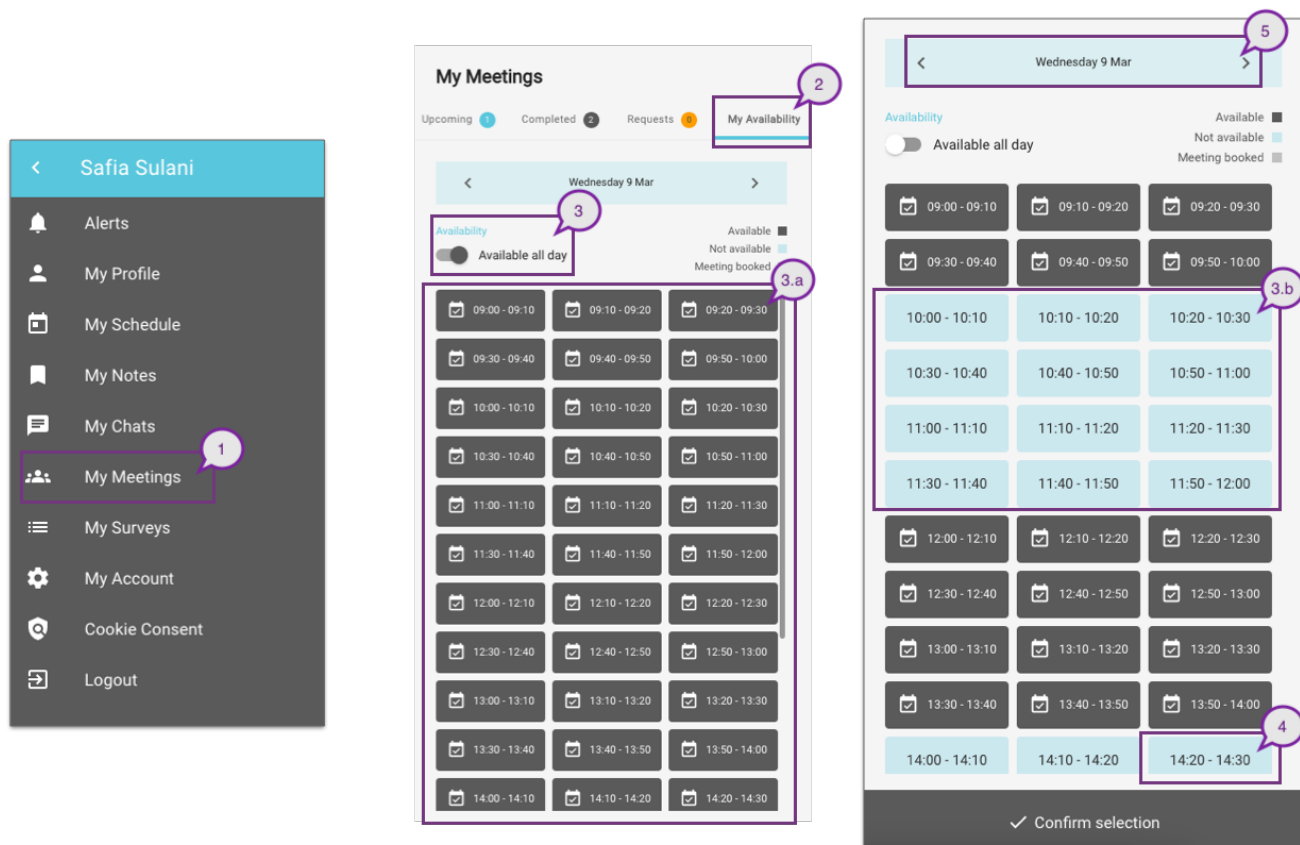 Safia Sulani
Alerts
My Profile
My Schedule
My Notes
My Chats
My Meetings
1
My Surveys
My Account
Cookie Consent
Logout
My Meetings
2
Upcoming 1 Completed 2 Requests 0 My Availability
Wednesday 9 Mar
3
Availability
Available all day
Available
Not available
Meeting booked
3.a
09:00 - 09:10 09:10 - 09:20 09:20 - 09:30
09:30 - 09:40 09:40 - 09:50 09:50 - 10:00
10:00 - 10:10 10:10 - 10:20 10:20 - 10:30
10:30 - 10:40 10:40 - 10:50 10:50 - 11:00
11:00 - 11:10 11:10 - 11:20 11:20 - 11:30
11:30 - 11:40 11:40 - 11:50 11:50 - 12:00
12:00 - 12:10 12:10 - 12:20 12:20 - 12:30
12:30 - 12:40 12:40 - 12:50 12:50 - 13:00
13:00 - 13:10 13:10 - 13:20 13:20 - 13:30
13:30 - 13:40 13:40 - 13:50 13:50 - 14:00
14:00 - 14:10 14:10 - 14:20 14:20 - 14:30
5
Wednesday 9 Mar
Availability
Available all day
Available
Not available
Meeting booked
09:00 - 09:10 09:10 - 09:20 09:20 - 09:30
09:30 - 09:40 09:40 - 09:50 09:50 - 10:00
3.b
10:00 - 10:10 10:10 - 10:20 10:20 - 10:30
10:30 - 10:40 10:40 - 10:50 10:50 - 11:00
11:00 - 11:10 11:10 - 11:20 11:20 - 11:30
11:30 - 11:40 11:40 - 11:50 11:50 - 12:00
12:00 - 12:10 12:10 - 12:20 12:20 - 12:30
12:30 - 12:40 12:40 - 12:50 12:50 - 13:00
13:00 - 13:10 13:10 - 13:20 13:20 - 13:30
13:30 - 13:40 13:40 - 13:50 13:50 - 14:00
4
14:00 - 14:10 14:10 - 14:20 14:20 - 14:30
Confirm selection